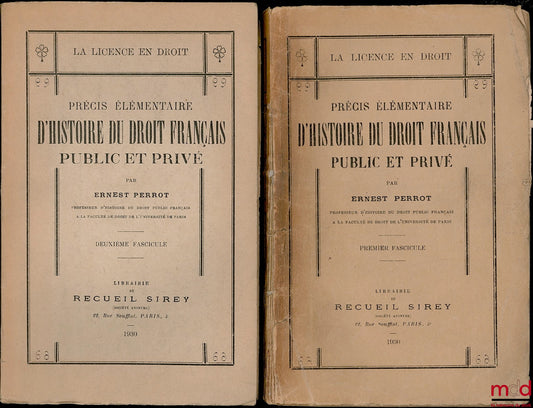 LA LICENCE EN DROIT
PRÉCIS ÉLÉMENTAIRE
D'HISTOIRE DU DROIT FRANÇAIS
PUBLIC ET PRIVÉ
PAR
ERNEST PERROT
PROFESSEUR D'HISTOIRE DU DROIT PUBLIC FRANÇAIS
A LA FACULTÉ DE DROIT DE L'UNIVERSITÉ DE PARIS
DEUXIÈME FASCICULE
LIBRAIRIE
DU
RECUEIL SIREY
(SOCIÉTÉ ANONYME)
22, Rue Soufflot, PARIS, 5e
1930
LA LICENCE EN DROIT
PRÉCIS ÉLÉMENTAIRE
D'HISTOIRE DU DROIT FRANÇAIS
PUBLIC ET PRIVÉ
PAR
ERNEST PERROT
PROFESSEUR D'HISTOIRE DU DROIT PUBLIC FRANÇAIS
A LA FACULTÉ DE DROIT DE L'UNIVERSITÉ DE PARIS
PREMIER FASCICULE
LIBRAIRIE
DU
RECUEIL SIREY
(SOCIÉTÉ ANONYME)
22, Rue Soufflot, PARIS, 5e
1930